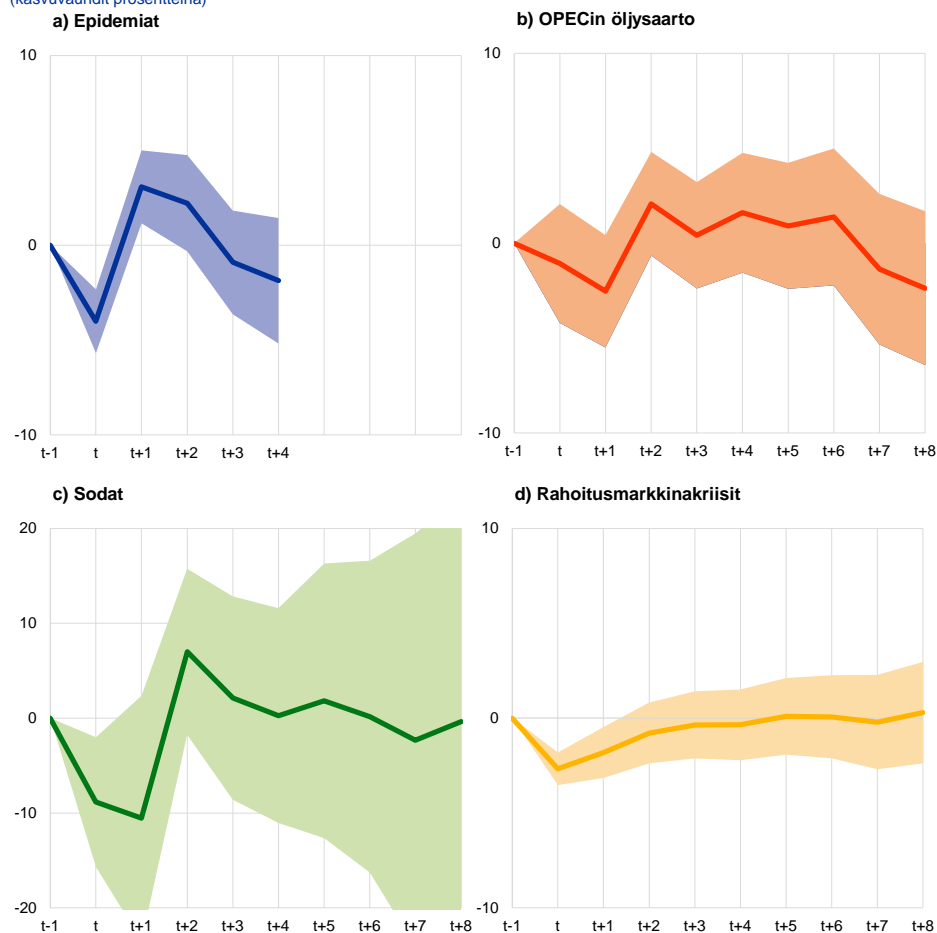 (kasvuvauhdit prosentteina)
a) Epidemiat
10
0
-10
t-1 t t+1 t+2 t+3 t+4
b) OPECin öljysaarto
10
0
-10
t-1 t t+1 t+2 t+3 t+4 t+5 t+6 t+7 t+8
c) Sodat
20
10
0
-10
-20
t-1 t t+1 t+2 t+3 t+4 t+5 t+6 t+7 t+8
d) Rahoitusmarkkinakriisit
10
0
-10
t-1 t t+1 t+2 t+3 t+4 t+5 t+6 t+7 t+8